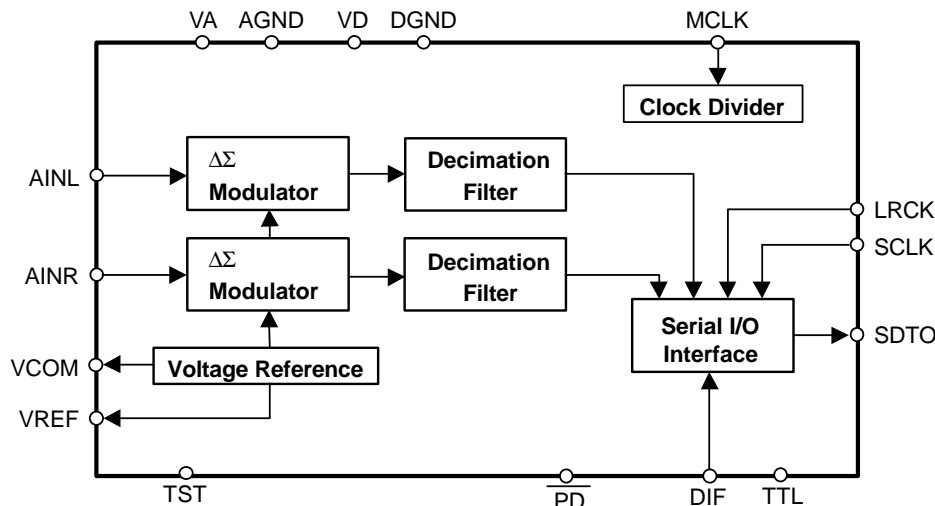 VA AGND VD DGND MCLK
Clock Divider
AINL
ΔΣ
Modulator
Decimation
Filter
LRCK
SCLK
AINR
ΔΣ
Modulator
Decimation
Filter
Serial I/O
Interface
SDTO
VCOM
Voltage Reference
VREF
TST PD DIF TTL